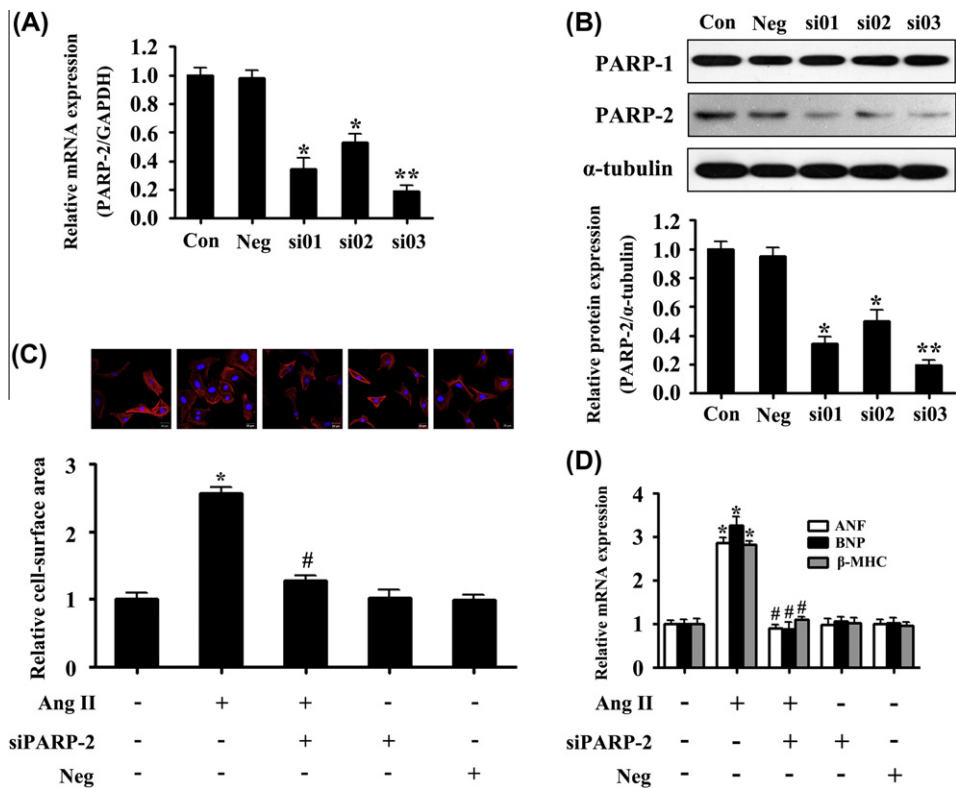 (A)
Relative mRNA expression
(PARP-2/GAPDH)
1.2
1.0
0.8
0.6
0.4
0.2
0.0
*
*
**
Con Neg si01 si02 si03
(B)
Con Neg si01 si02 si03
PARP-1
PARP-2
α-tubulin
Relative protein expression
(PARP-2/α-tubulin)
1.2
1.0
0.8
0.6
0.4
0.2
0.0
*
*
**
Con Neg si01 si02 si03
(C)
Relative cell-surface area
3
2
1
0
*
#
Ang II - + + - -
siPARP-2 - - + + -
Neg - - - - +
(D)
Relative mRNA expression
4
3
2
1
0
ANF
BNP
β-MHC
* * *
# # #
Ang II - + + - -
siPARP-2 - - + + -
Neg - - - - +